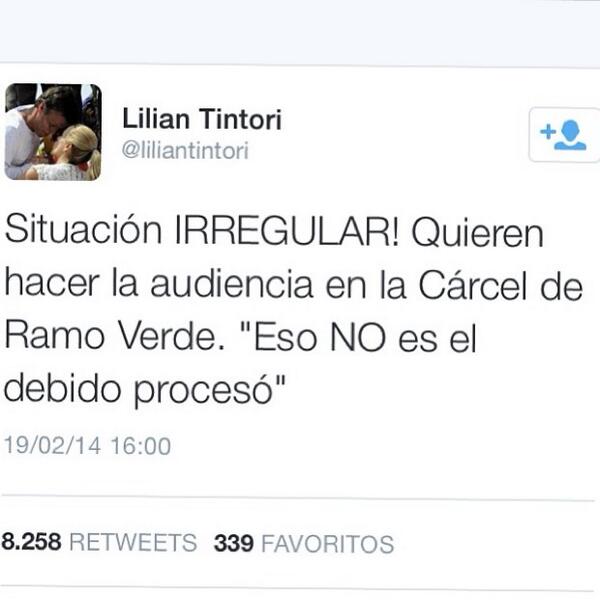 Lilian Tintori
@liliantintori
Situación IRREGULAR! Quieren
hacer la audiencia en la Cárcel de
Ramo Verde. "Eso NO es el
debido procesó"
19/02/14 16:00
8.258 RETWEETS 339 FAVORITOS